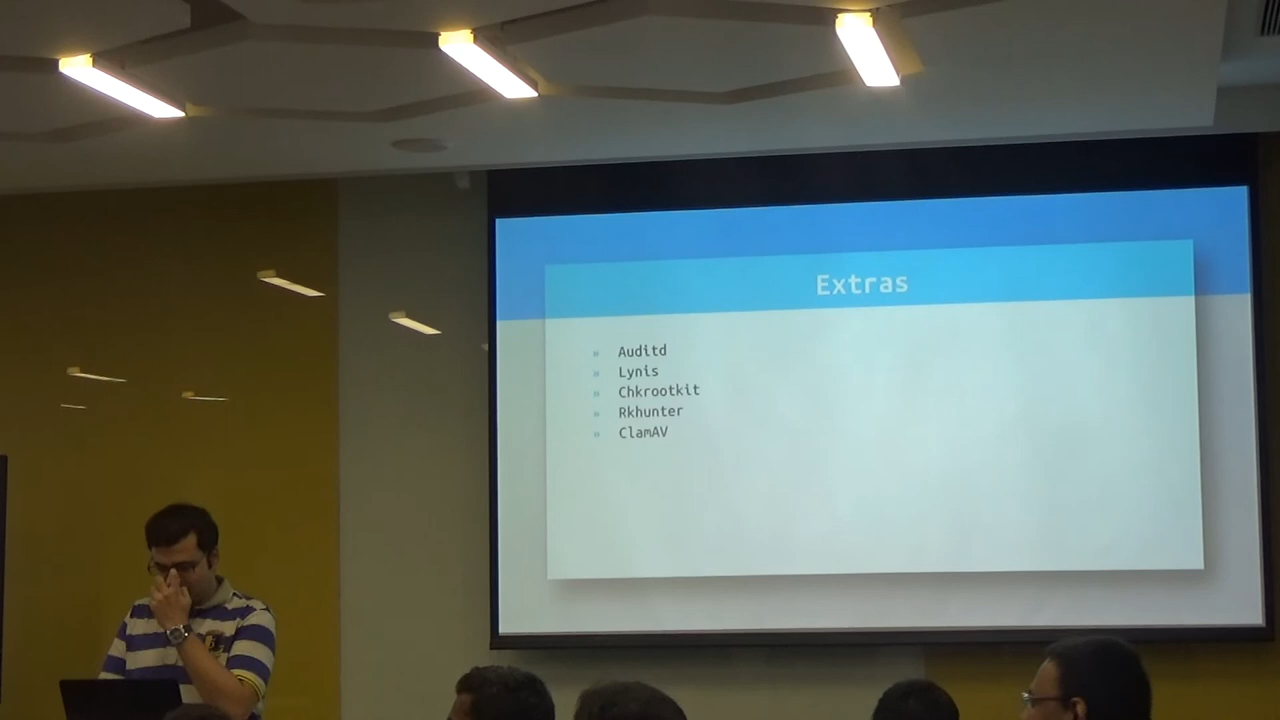 Extras
» Auditd
» Lynis
» Chkrootkit
» Rkhunter
» ClamAV